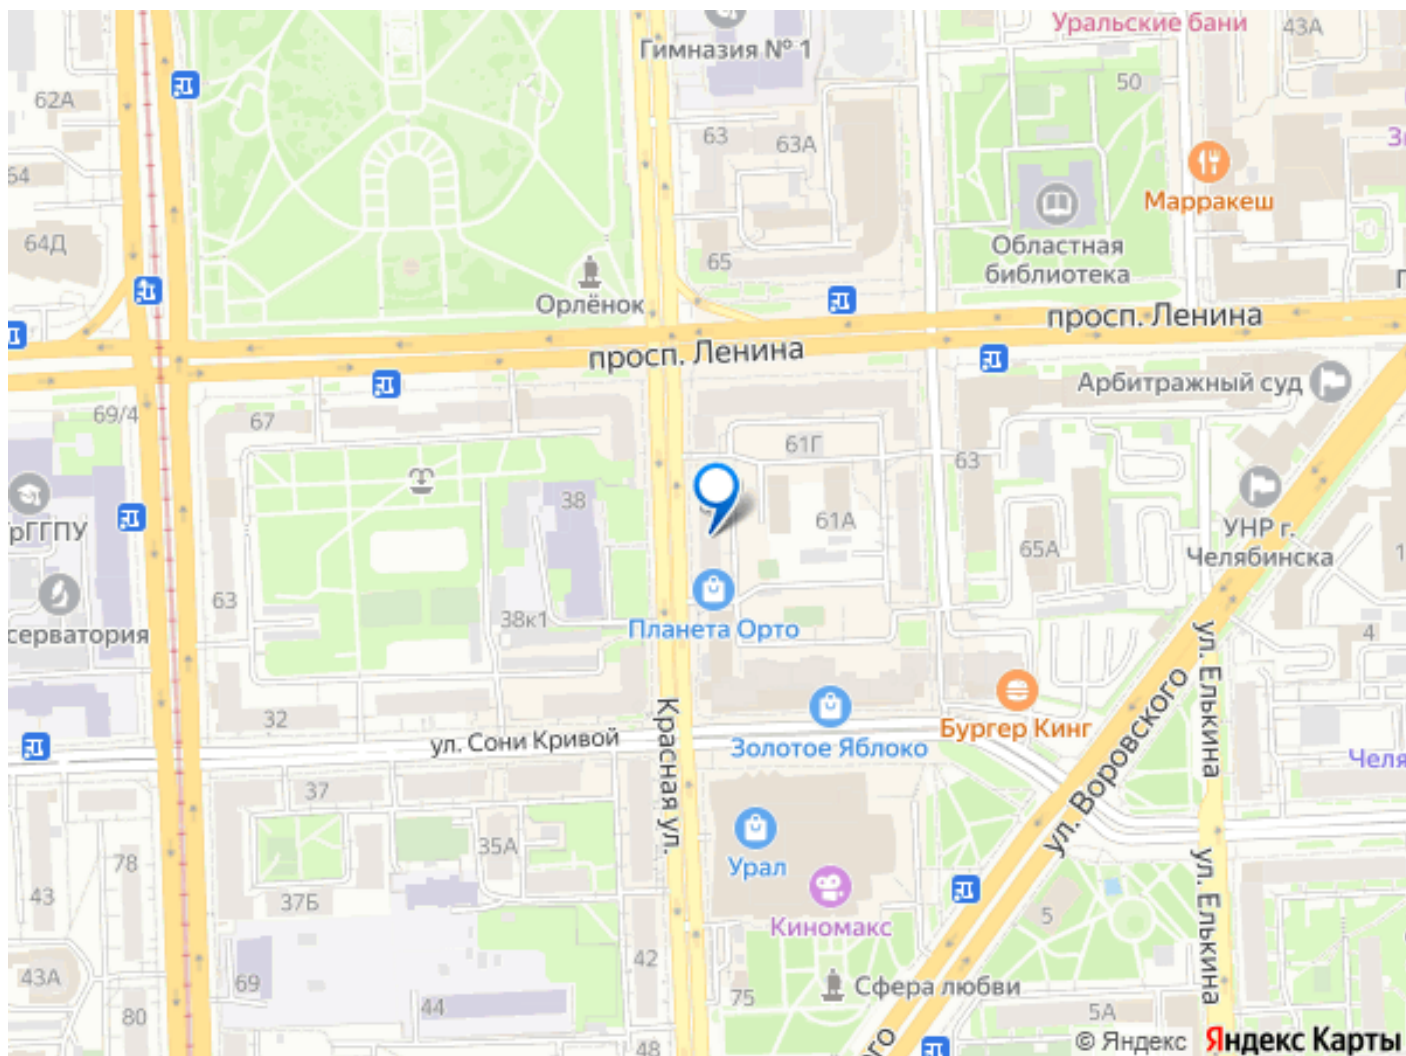 Уральские бани
43А
Гимназия № 1
62А
50
63
63А
64
Марракеш
64Д
Областная
библиотека
65
Орлёнок
просп. Ленина
просп. Ленина
Арбитражный суд
69/4
67
61Г
63
38
61А
УНР г.
Челябинска
65А
63
38к1
Планета Орто
4
32
ул. Сони Кривой
Красная ул.
Золотое Яблоко
Бургер Кинг
ул. Воровского
ул. Елькина
37
35А
78
Урал
43
37Б
Киномакс
5
ул. Елькина
42
43А
69
75
Сфера любви
44
80
5А
48
© Яндекс Яндекс Карты